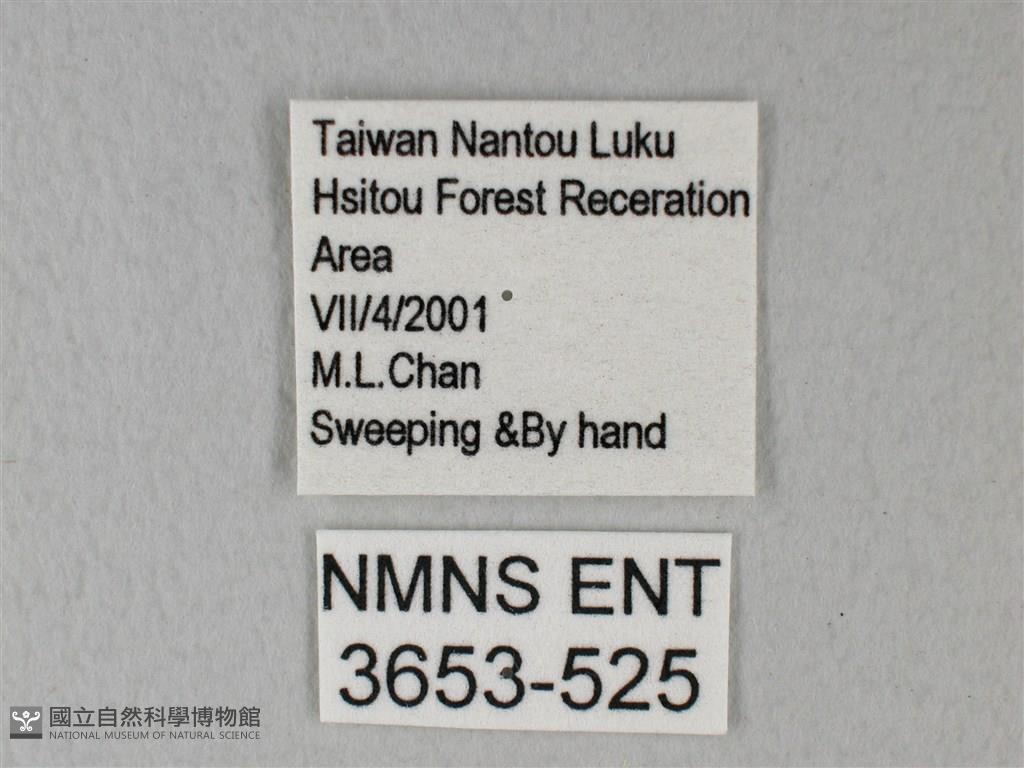 Taiwan Nantou Luku
Hsitou Forest Receration
Area
VII/4/2001
M.L.Chan
Sweeping &By hand
NMNS ENT
3653-525
國立自然科學博物館
NATIONAL MUSEUM OF NATURAL SCIENCE